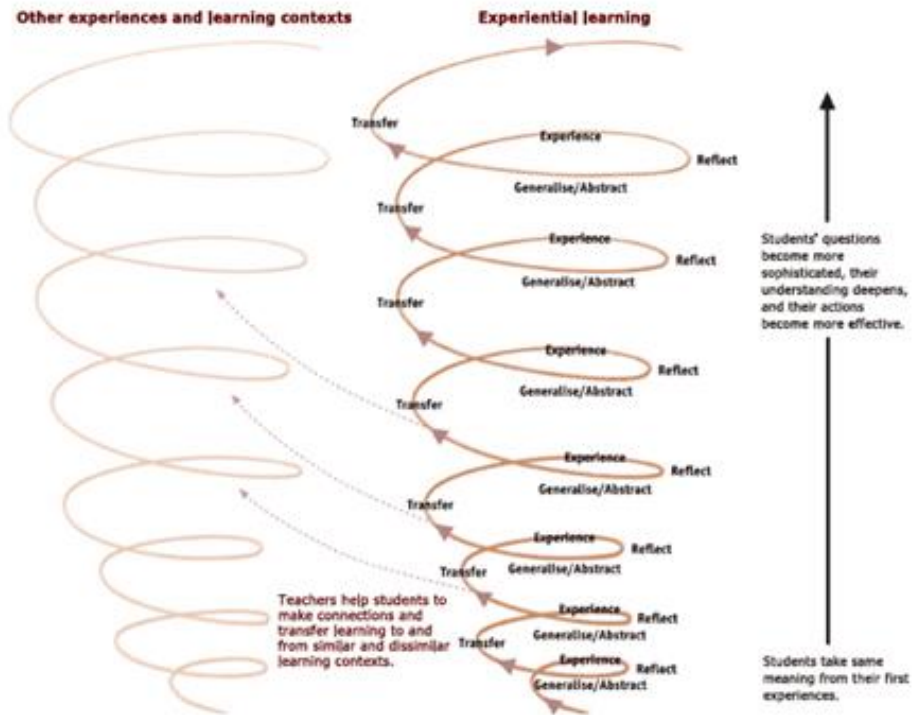 Other experiences and learning contexts
Experiential learning
Transfer
Experience
Reflect
Generalise/Abstract
Transfer
Experience
Reflect
Generalise/Abstract
Transfer
Experience
Reflect
Generalise/Abstract
Transfer
Experience
Reflect
Generalise/Abstract
Transfer
Experience
Reflect
Generalise/Abstract
Transfer
Experience
Reflect
Generalise/Abstract
Transfer
Experience
Reflect
Generalise/Abstract
Students' questions
become more
sophisticated, their
understanding deepens,
and their actions
become more effective.
Teachers help students to
make connections and
transfer learning to and
from similar and dissimilar
learning contexts.
Students take same
meaning from their first
experiences.